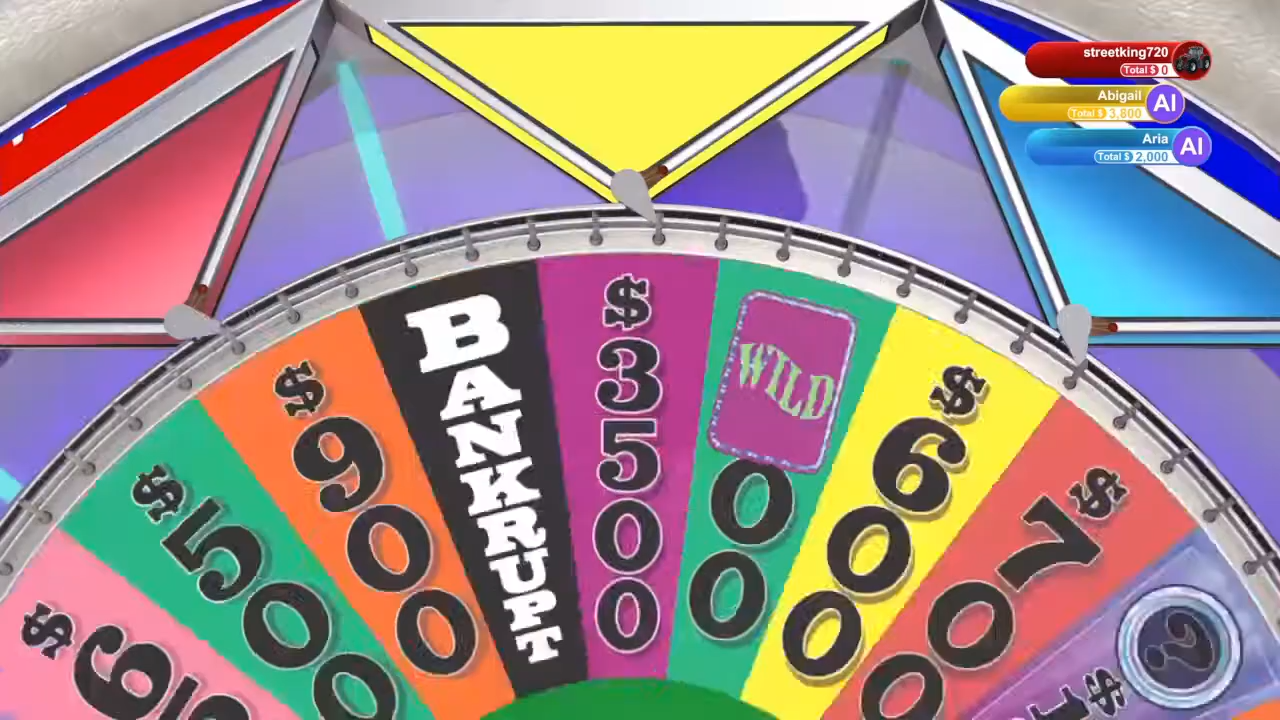 streetking720
Total $ 0
Abigail
AI
Total $ 3,800
Aria
AI
Total $ 2,000
$500
$900
BANKRUPT
$3500
WILD
00
$600
$700
?